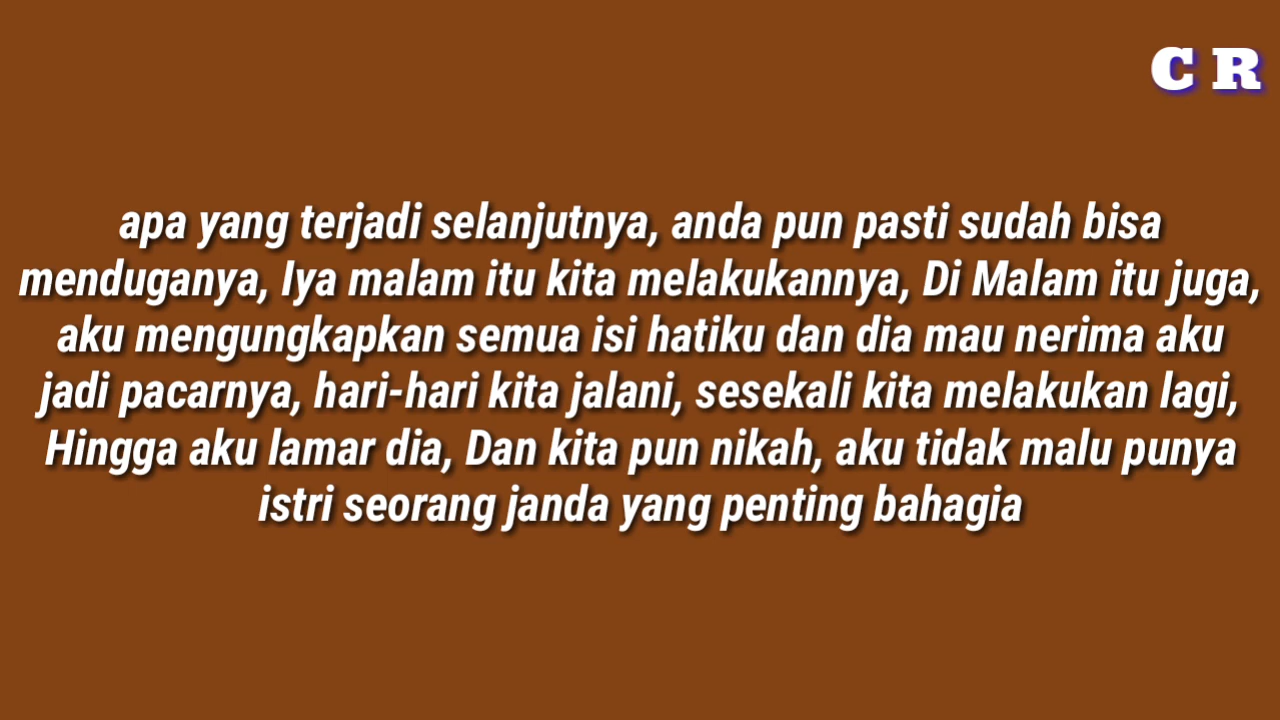 C R
apa yang terjadi selanjutnya, anda pun pasti sudah bisa
menduganya, Iya malam itu kita melakukannya, Di Malam itu juga,
aku mengungkapkan semua isi hatiku dan dia mau nerima aku
jadi pacarnya, hari-hari kita jalani, sesekali kita melakukan lagi,
Hingga aku lamar dia, Dan kita pun nikah, aku tidak malu punya
istri seorang janda yang penting bahagia